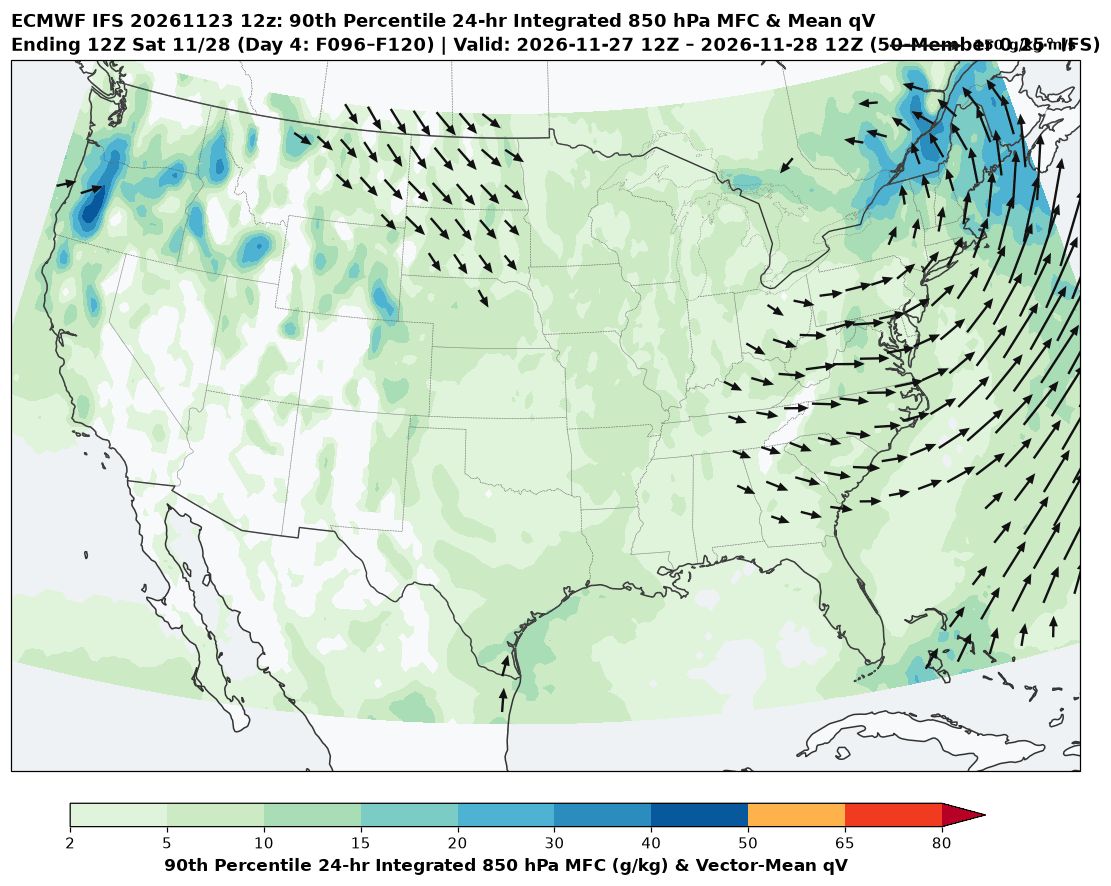 ECMWF IFS 20261123 12z: 90th Percentile 24-hr Integrated 850 hPa MFC & Mean qV
Ending 12Z Sat 11/28 (Day 4: F096–F120) | Valid: 2026-11-27 12Z – 2026-11-28 12Z (50-Member 0.25° IFS)
2 5 10 15 20 30 40 50 65 80
90th Percentile 24-hr Integrated 850 hPa MFC (g/kg) & Vector-Mean qV